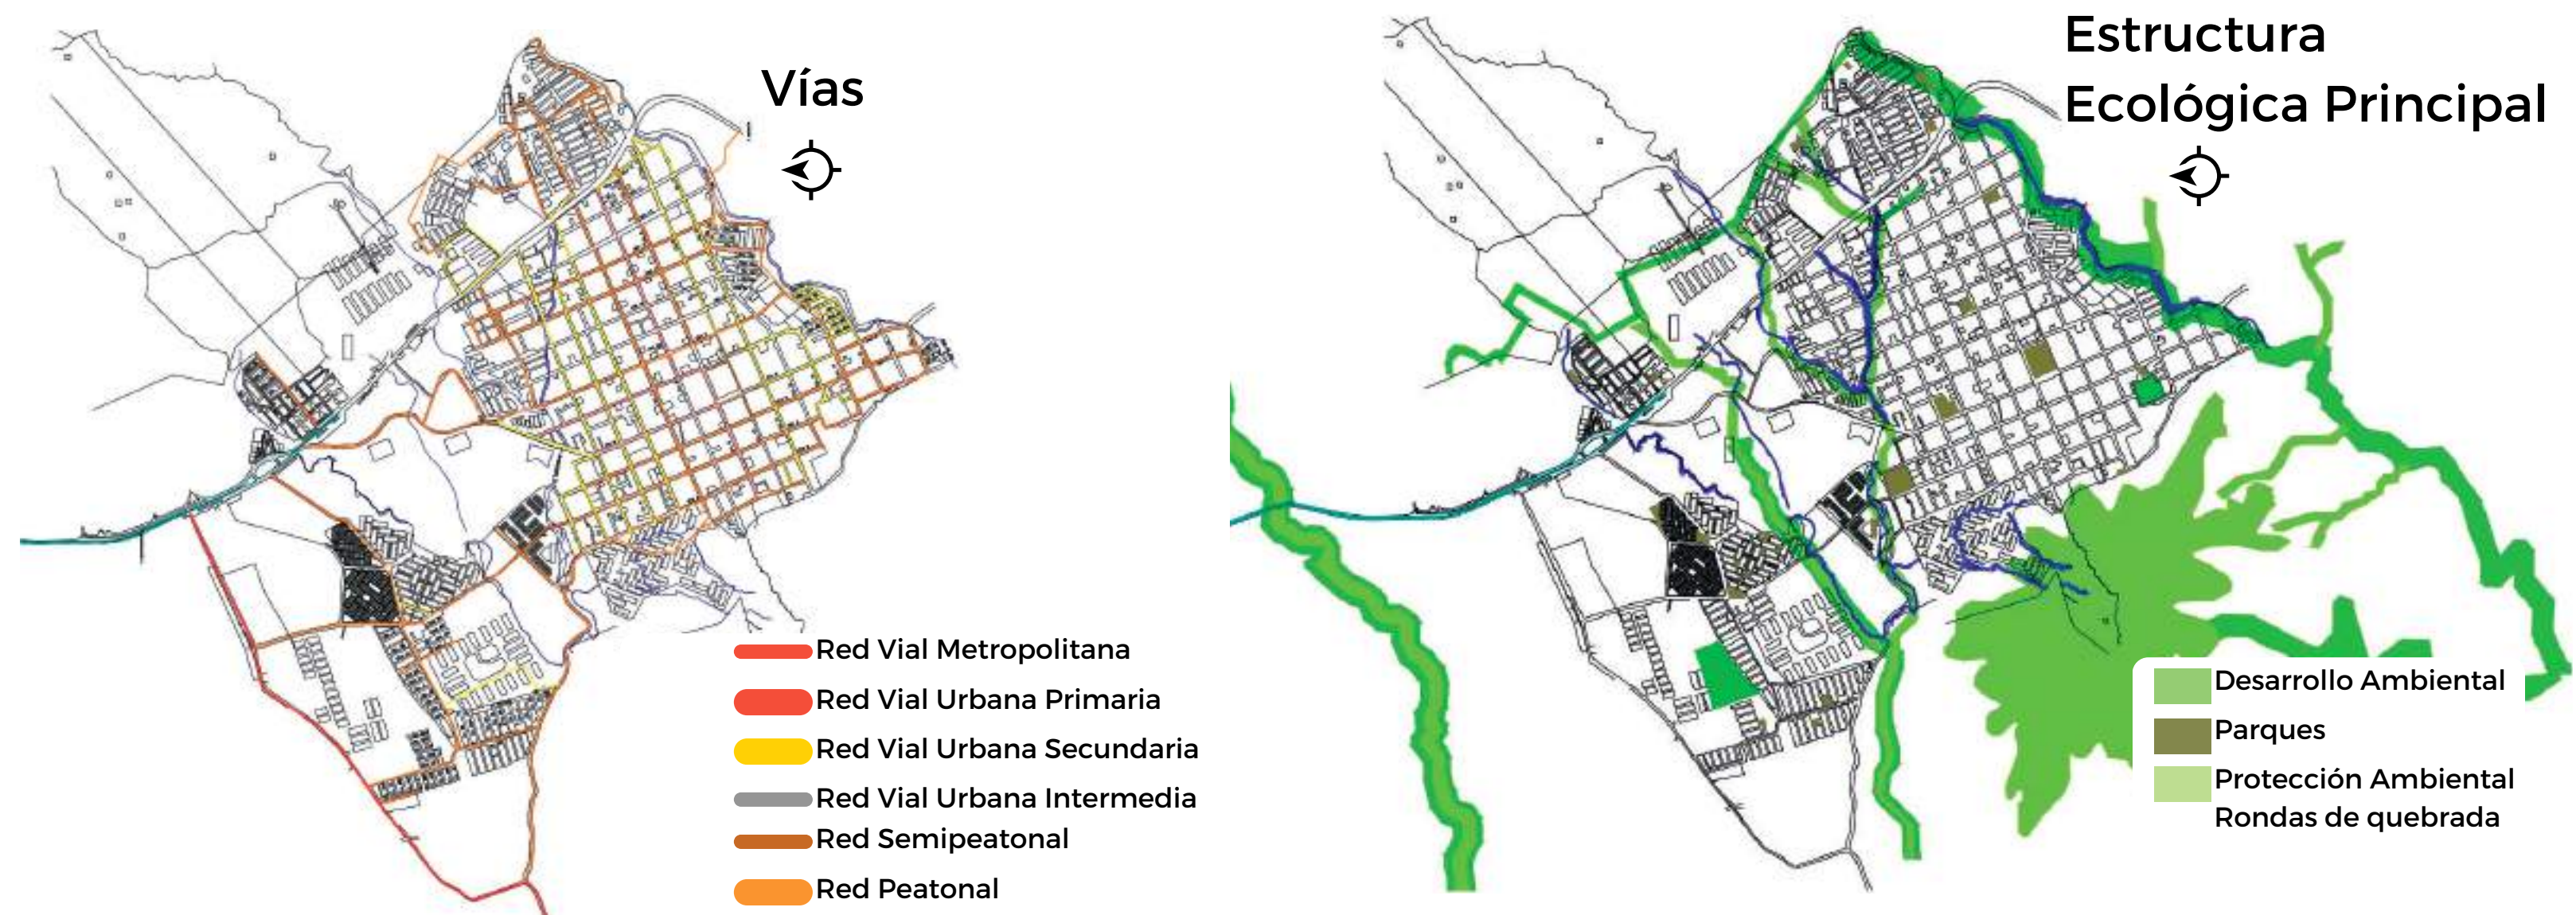 Vías
Red Vial Metropolitana
Red Vial Urbana Primaria
Red Vial Urbana Secundaria
Red Vial Urbana Intermedia
Red Semipeatonal
Red Peatonal
Estructura
Ecológica Principal
Desarrollo Ambiental
Parques
Protección Ambiental
Rondas de quebrada